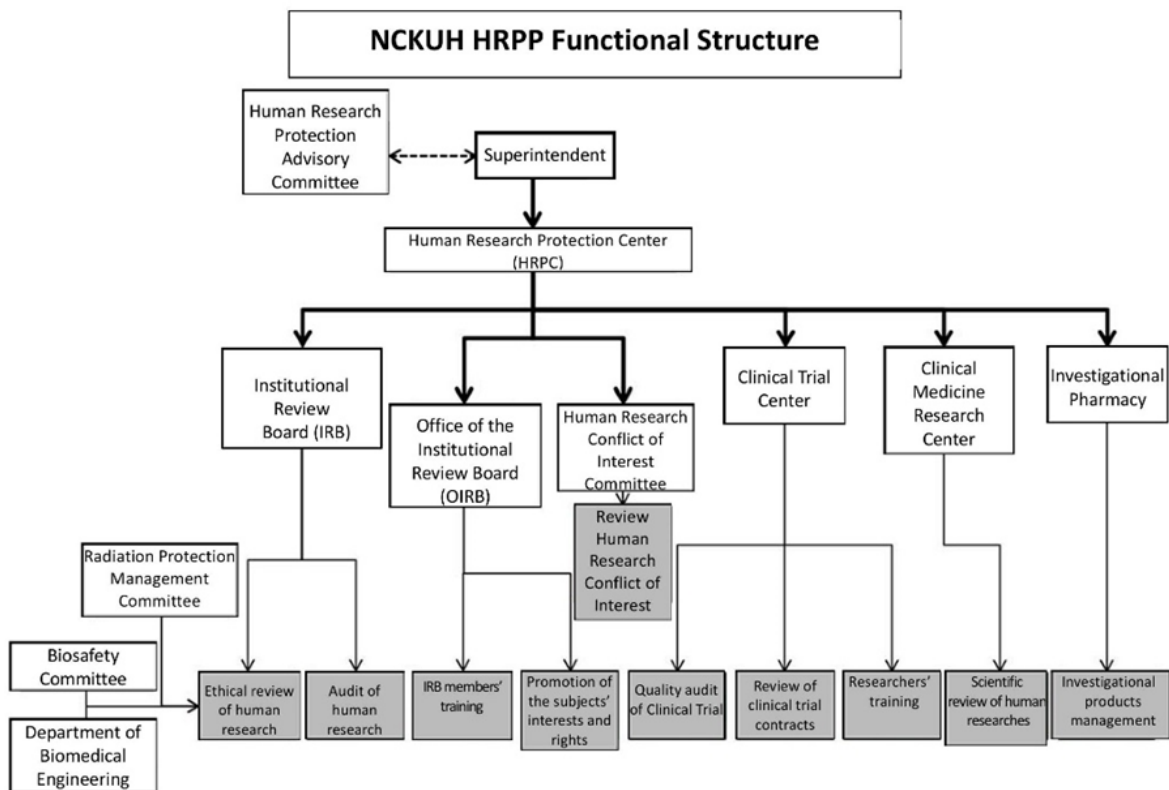 NCKUH HRPP Functional Structure
Human Research
Protection
Advisory
Committee
Superintendent
Human Research Protection Center
(HRPC)
Institutional
Review
Board (IRB)
Office of the
Institutional
Review Board
(OIRB)
Human Research
Conflict of
Interest
Committee
Clinical Trial
Center
Clinical
Medicine
Research
Center
Investigational
Pharmacy
Review
Human
Research
Conflict of
Interest
Radiation Protection
Management
Committee
Biosafety
Committee
Department of
Biomedical
Engineering
Ethical review
of human
research
Audit of
human
research
IRB members'
training
Promotion of
the subjects'
interests and
rights
Quality audit
of Clinical Trial
Review of
clinical trial
contracts
Researchers'
training
Scientific
review of human
researches
Investigational
products
management